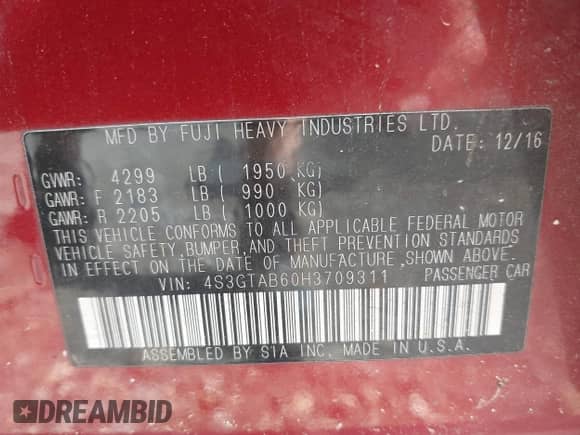 MFD BY FUJI HEAVY INDUSTRIES LTD.
DATE: 12/16
GVWR: 4299 LB ( 1950 KG)
GAWR: F 2183 LB ( 990 KG)
GAWR: R 2205 LB ( 1000 KG)
THIS VEHICLE CONFORMS TO ALL APPLICABLE FEDERAL MOTOR
VEHICLE SAFETY, BUMPER, AND THEFT PREVENTION STANDARDS
IN EFFECT ON THE DATE OF MANUFACTURE, SHOWN ABOVE.
VIN: 4S3GTAB60H3709311 PASSENGER CAR
ASSEMBLED BY SIA INC. MADE IN U.S.A.
DREAMBID